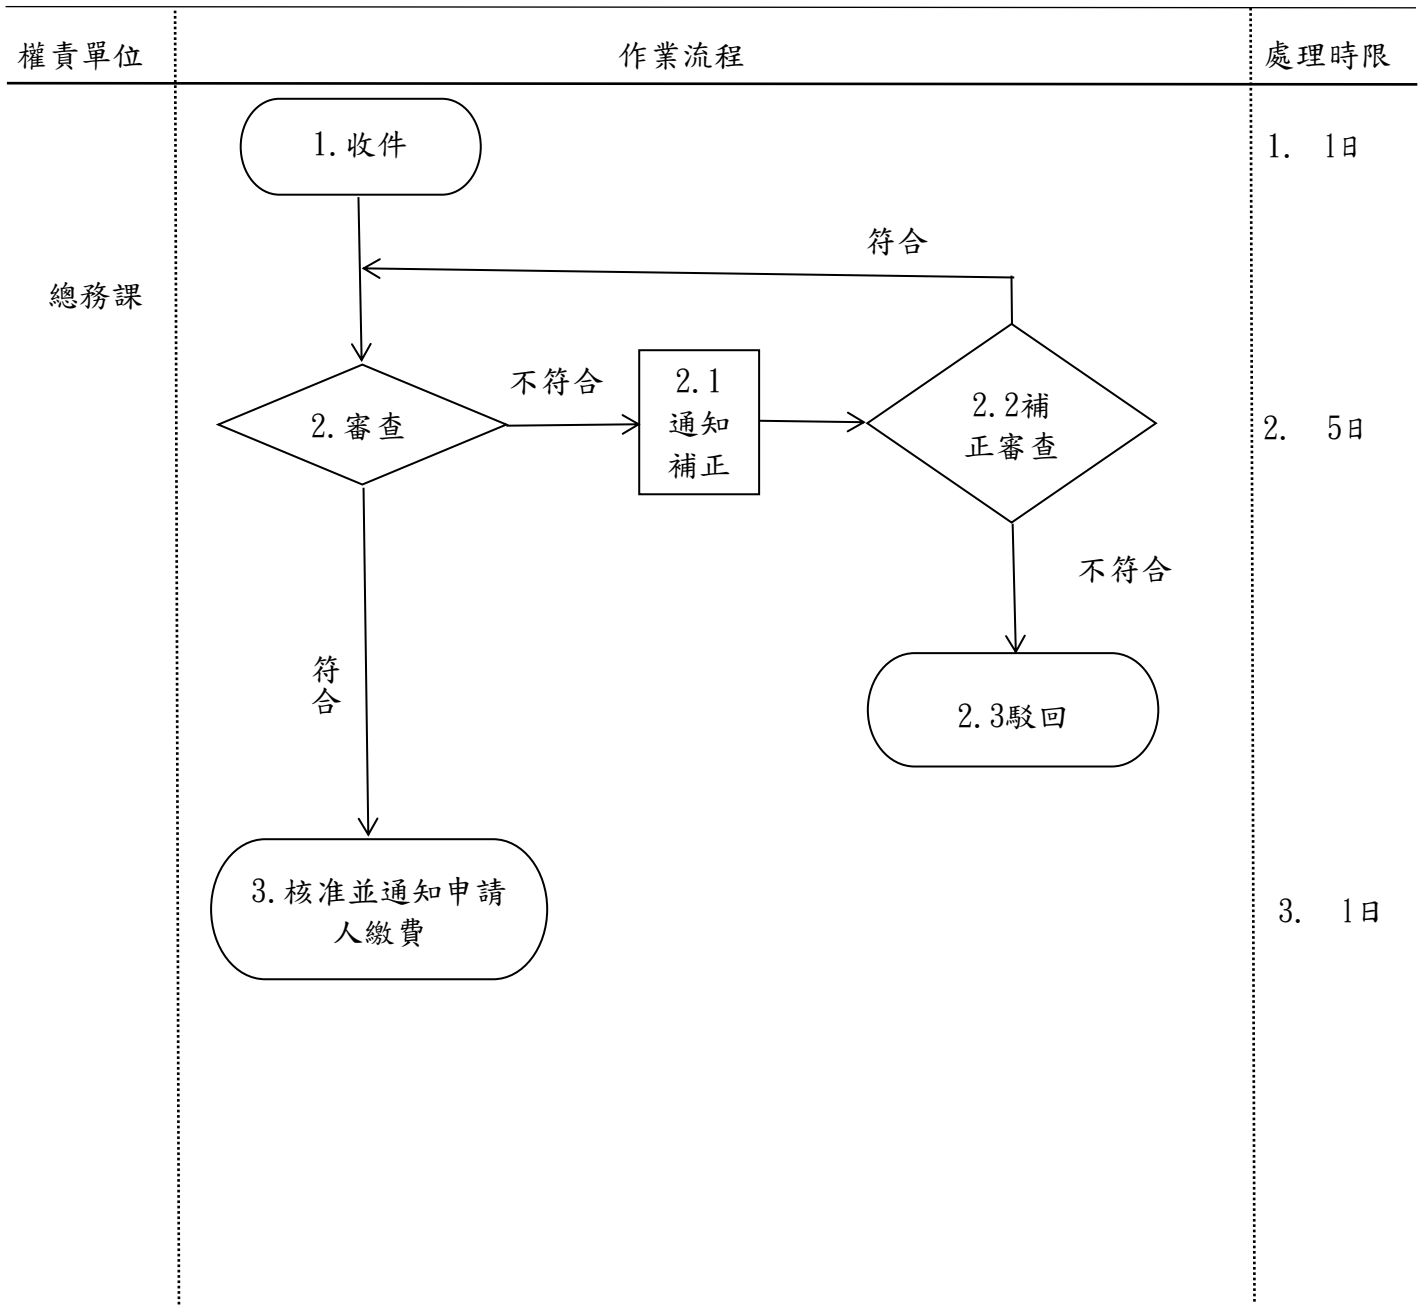 權責單位
作業流程
處理時限
1.收件
1. 1日
符合
總務課
不符合
2.1
通知
補正
2.2補
正審查
2.審查
2. 5日
不符合
符
合
2.3駁回
3.核准並通知申請
人繳費
3. 1日